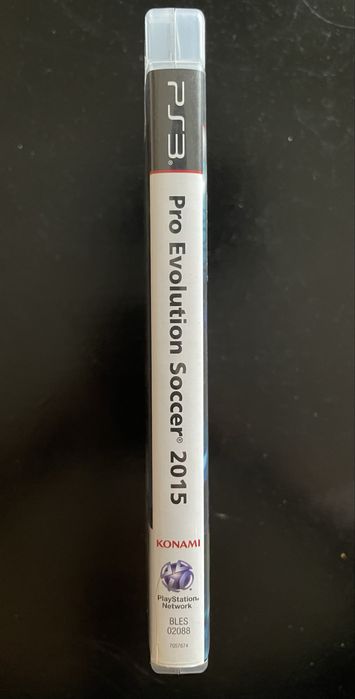 PS3®
Pro Evolution Soccer® 2015
KONAMI
PlayStation®
Network
BLES
02088